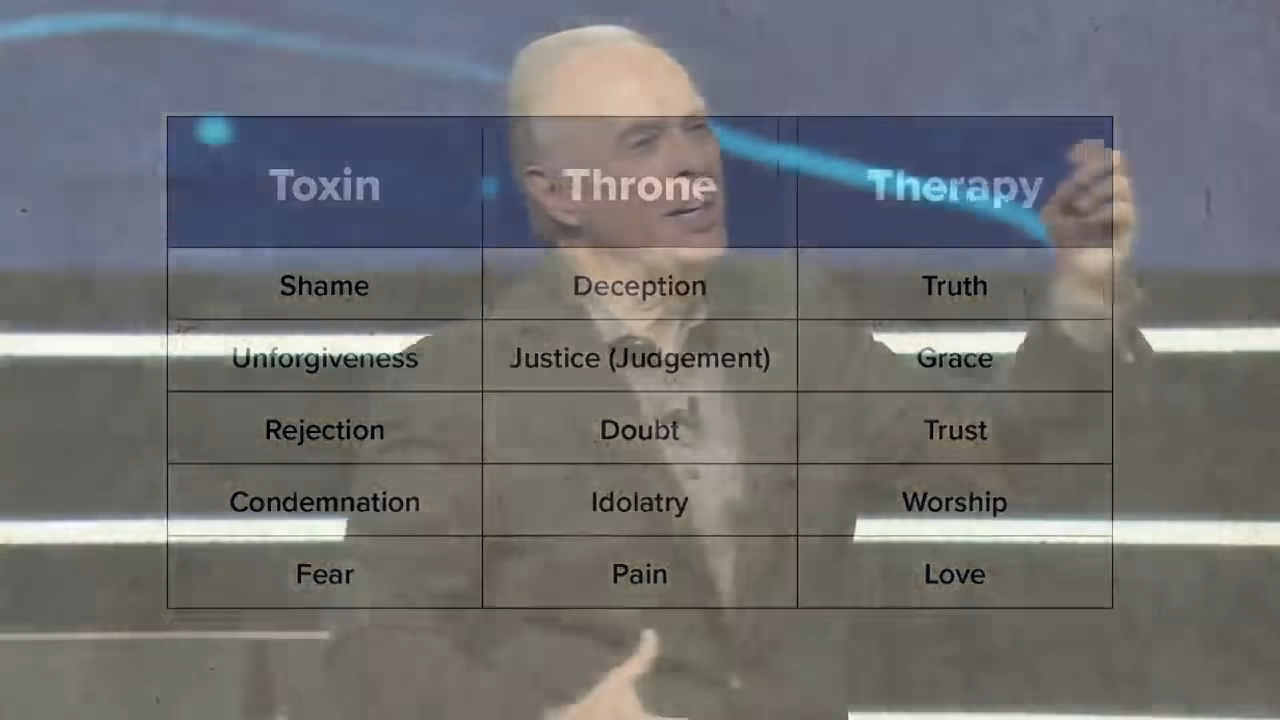 Toxin Throne Therapy
Shame Deception Truth
Unforgiveness Justice (Judgement) Grace
Rejection Doubt Trust
Condemnation Idolatry Worship
Fear Pain Love